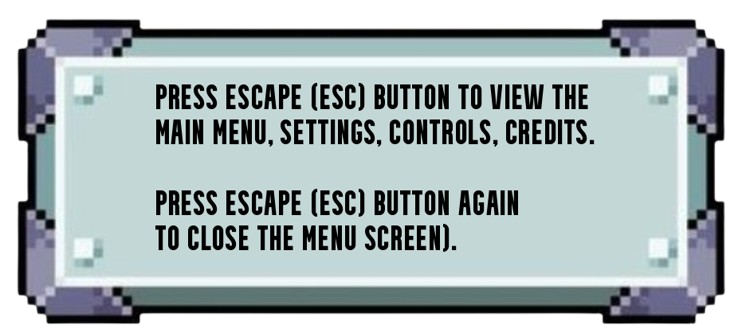 PRESS ESCAPE (ESC) BUTTON TO VIEW THE
MAIN MENU, SETTINGS, CONTROLS, CREDITS.
PRESS ESCAPE (ESC) BUTTON AGAIN
TO CLOSE THE MENU SCREEN).